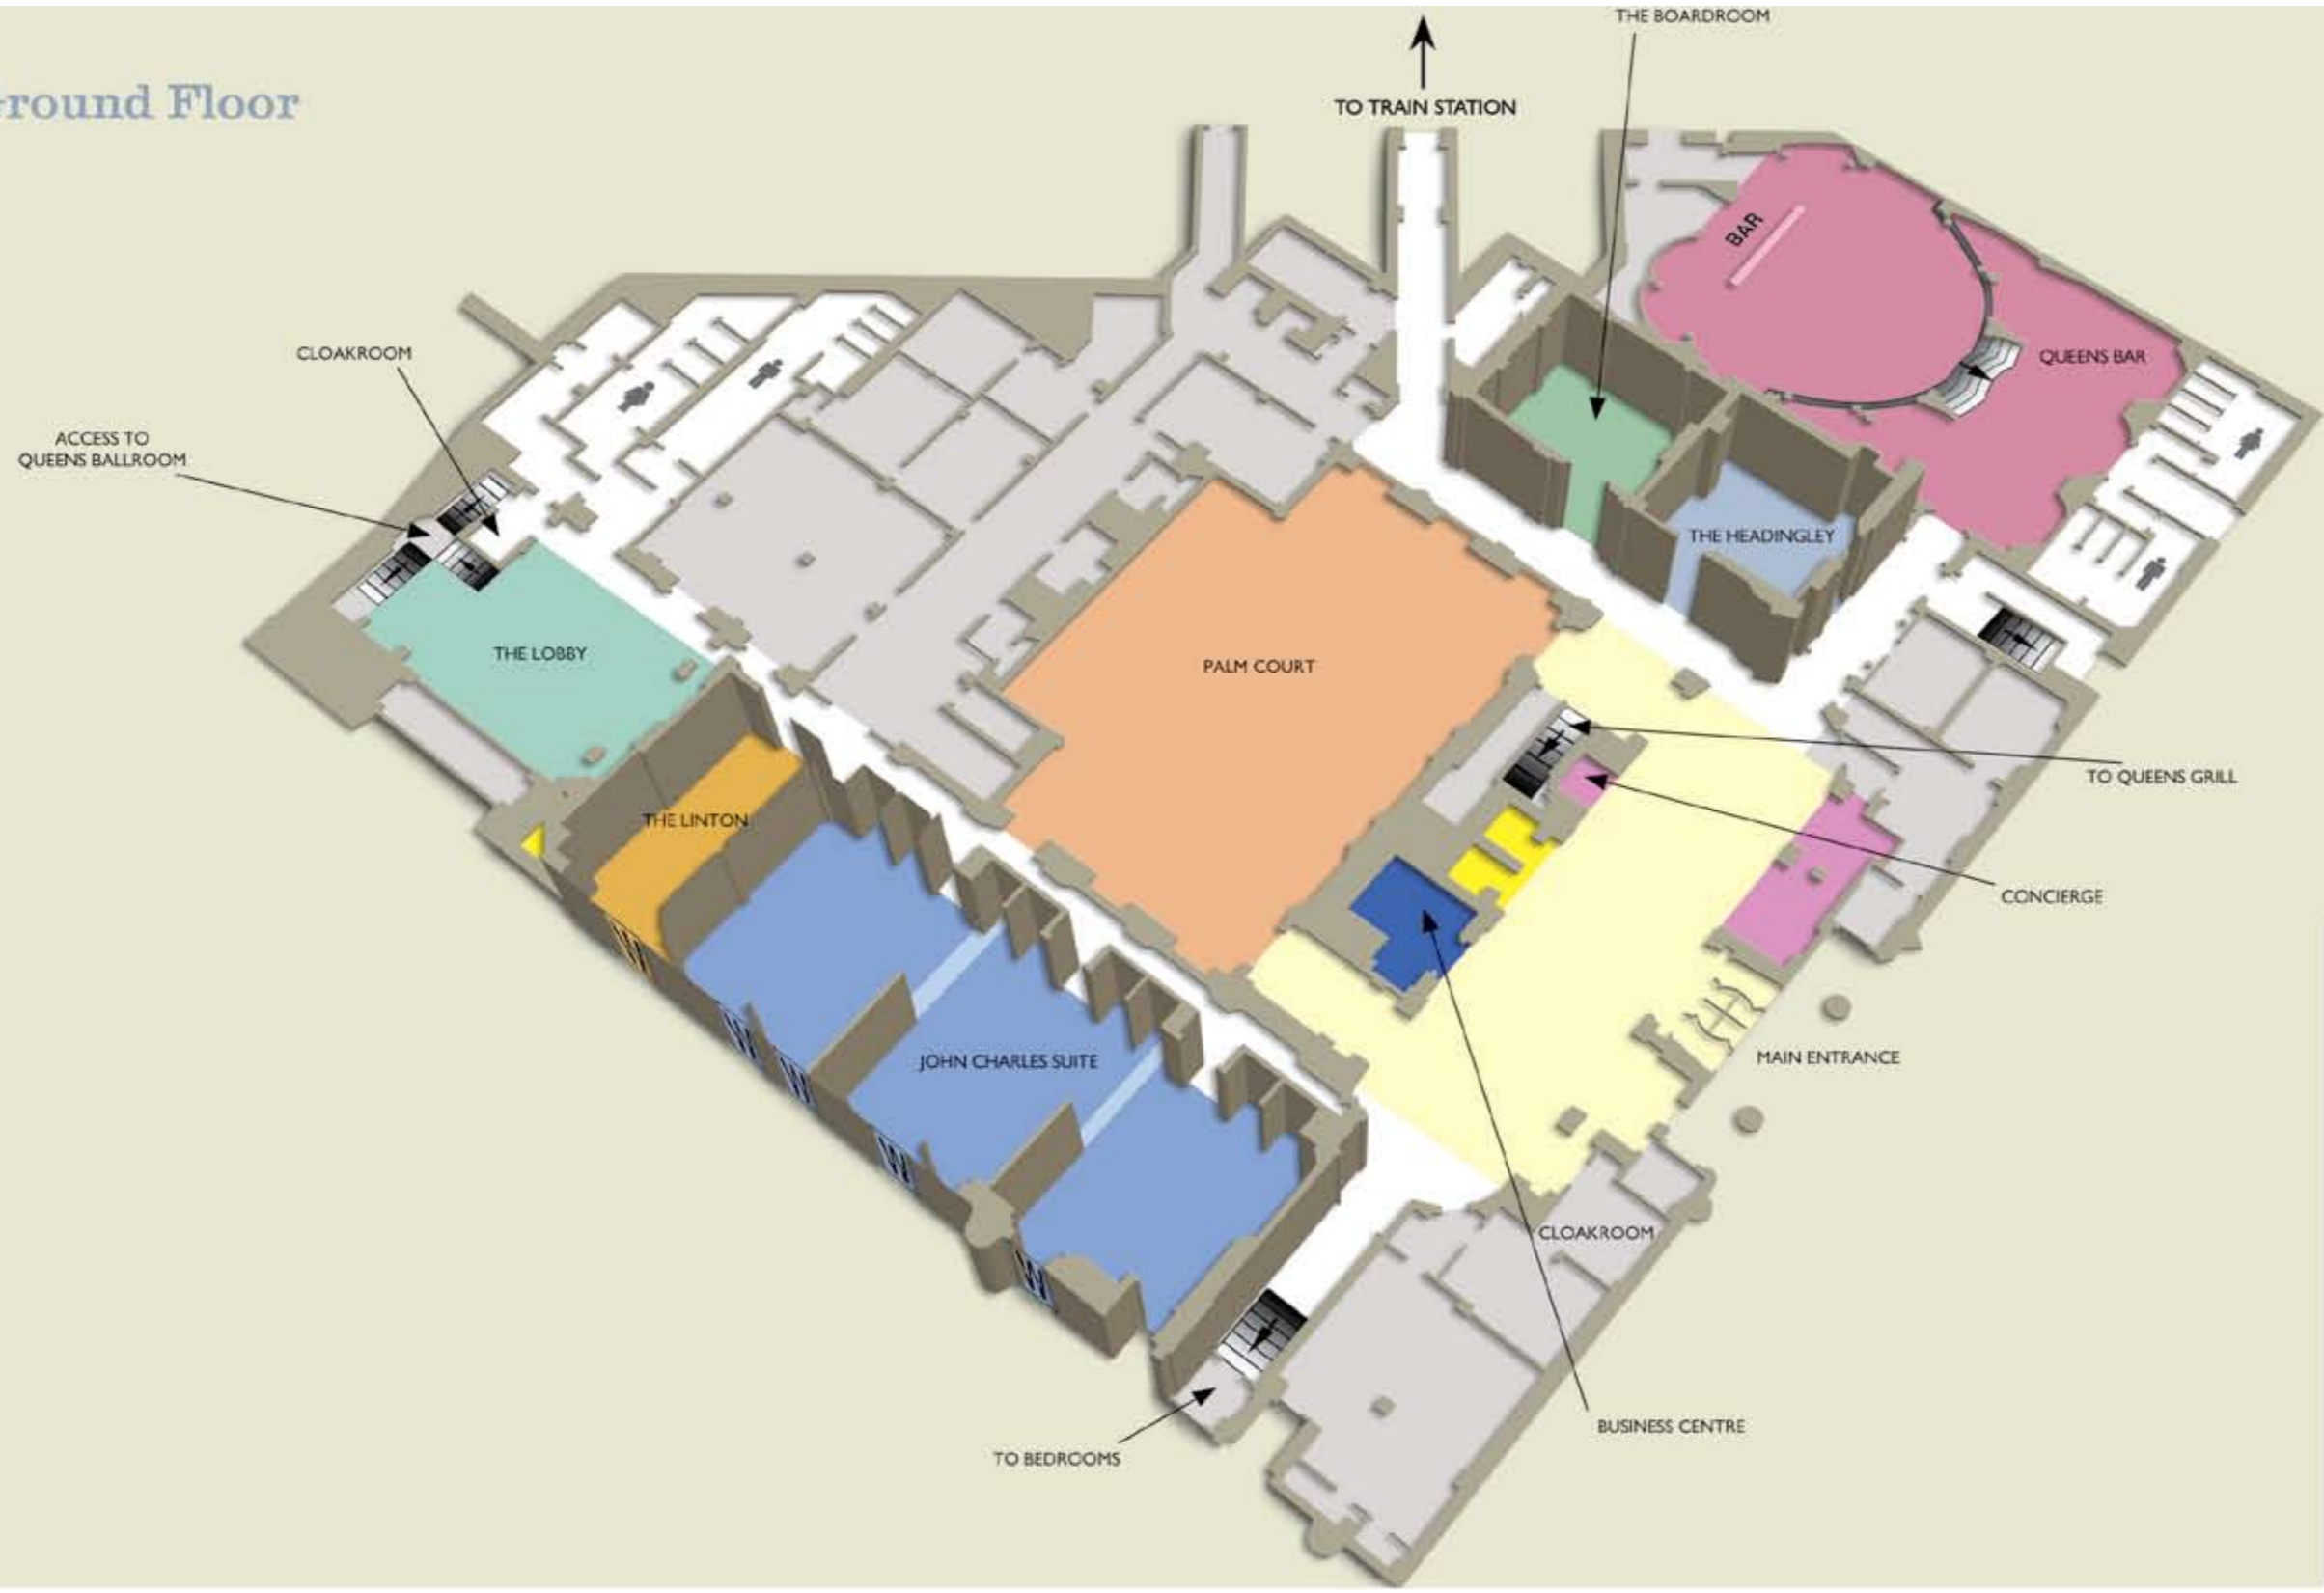 THE BOARDROOM
Ground Floor
TO TRAIN STATION
BAR
QUEENS BAR
CLOAKROOM
ACCESS TO
QUEENS BALLROOM
THE HEADINGLEY
THE LOBBY
PALM COURT
TO QUEENS GRILL
THE LINTON
CONCIERGE
JOHN CHARLES SUITE
MAIN ENTRANCE
CLOAKROOM
BUSINESS CENTRE
TO BEDROOMS